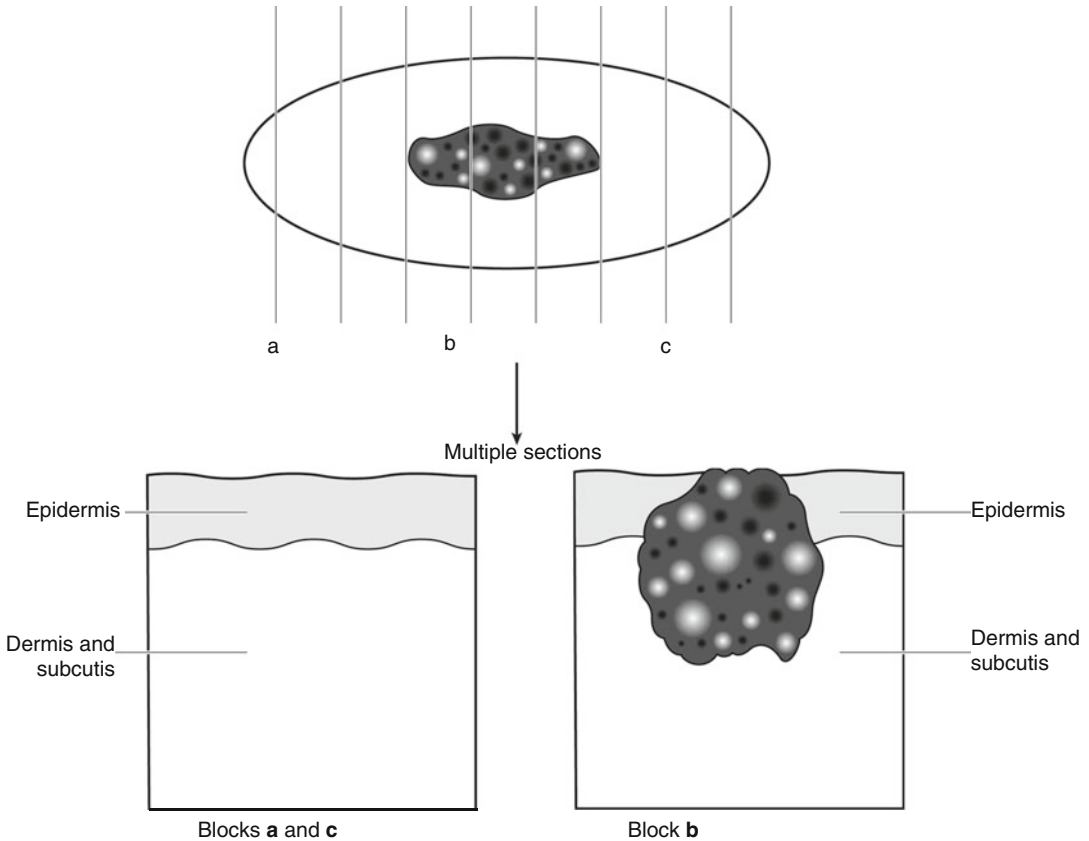 a
b
c
Multiple sections
Epidermis
Dermis and
subcutis
Blocks a and c
Epidermis
Dermis and
subcutis
Block b